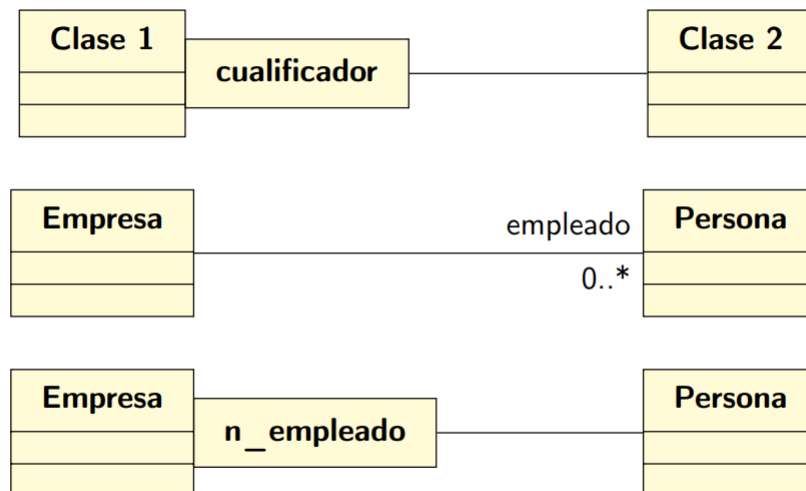 Clase 1
cualificador
Clase 2
Empresa
empleado
0..*
Persona
Empresa
n_empleado
Persona